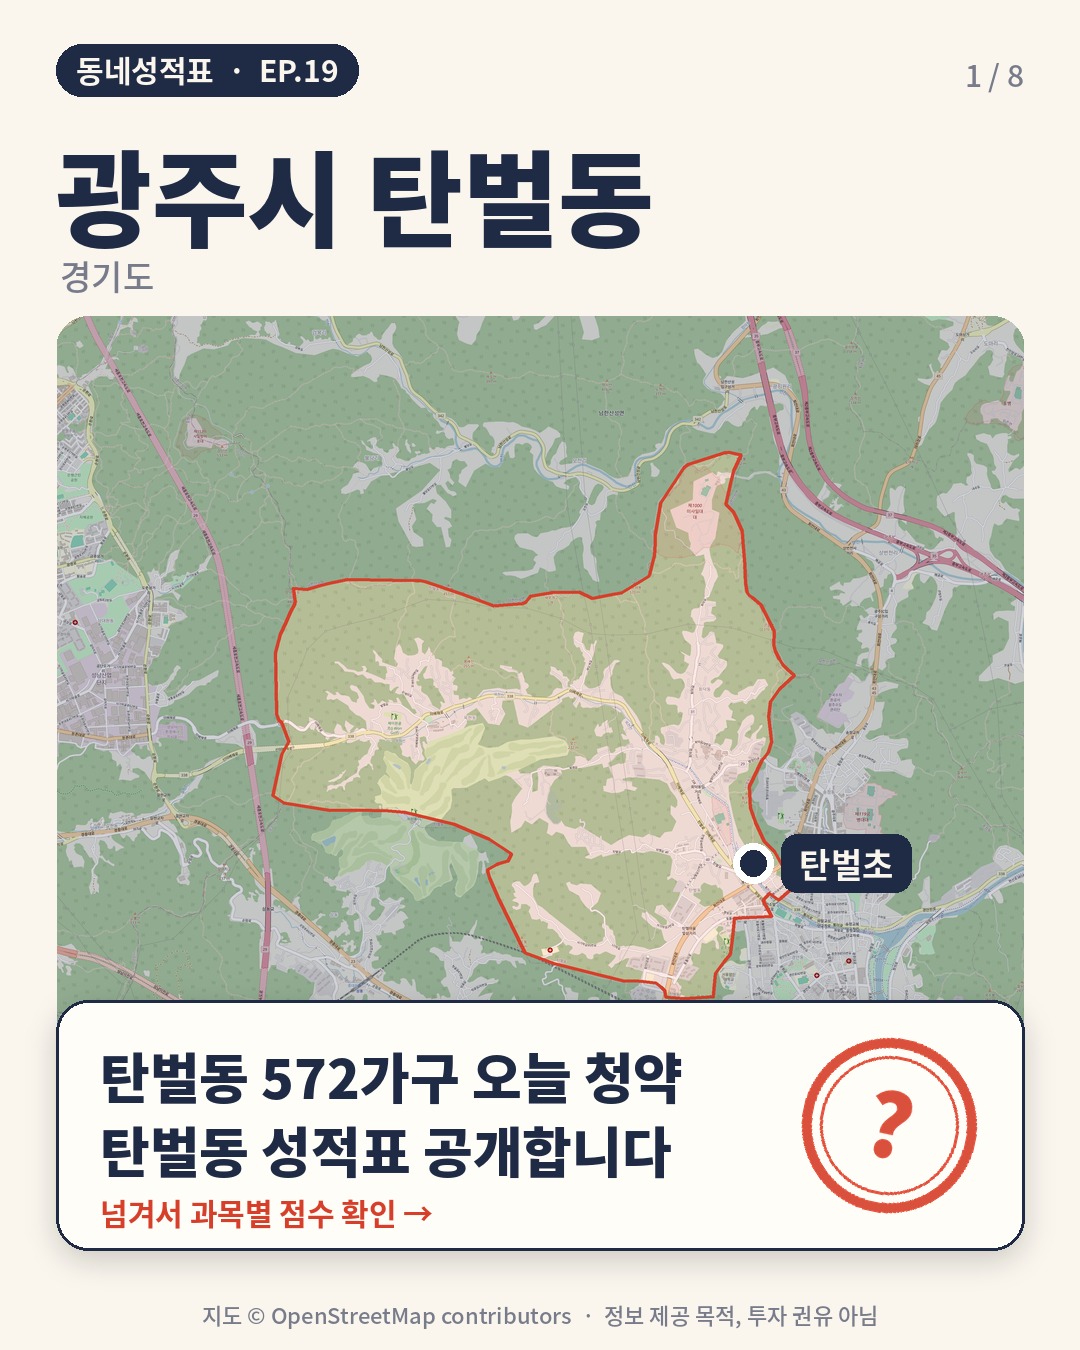 동네성적표 · EP.19
1 / 8
광주시 탄벌동
경기도
탄벌초
탄벌동 572가구 오늘 청약
탄벌동 성적표 공개합니다
?
넘겨서 과목별 점수 확인 →
지도 © OpenStreetMap contributors · 정보 제공 목적, 투자 권유 아님